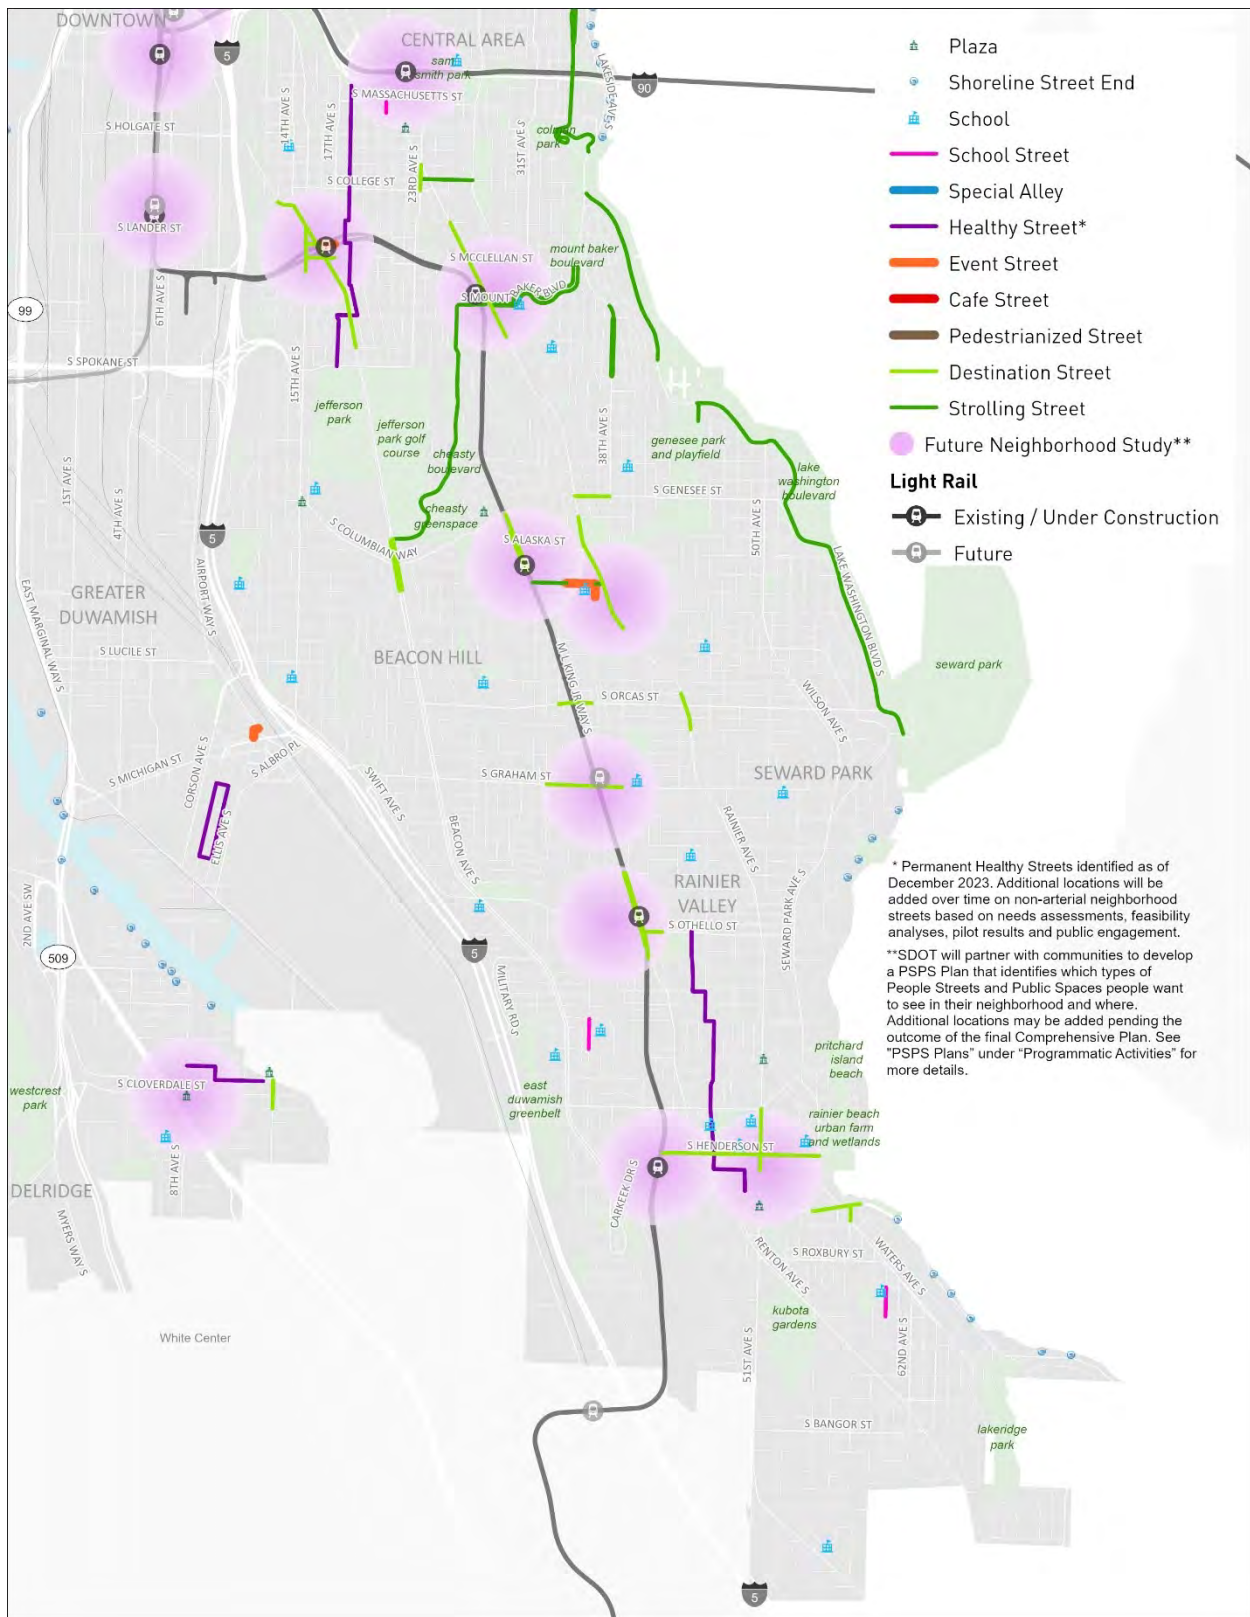 DOWNTOWN
5
CENTRAL AREA
sam
smith park
S MASSACHUSETTS ST
LAKESIDE AVE S
90
S HOLGATE ST
14TH AVE S
17TH AVE S
23RD AVE S
31ST AVE S
colman
park
S COLLEGE ST
S LANDER ST
S MCCLELLAN ST
mount baker
boulevard
S MOUNT BAKER BLVD
6TH AVE S
99
S SPOKANE ST
15TH AVE S
jefferson
park
jefferson
park golf
course
cheasty
boulevard
38TH AVE S
genesee park
and playfield
lake
washington
boulevard
1ST AVE S
4TH AVE S
S GENESEE ST
50TH AVE S
cheasty
greenspace
S COLUMBIAN WAY
S ALASKA ST
5
AIRPORT WAY S
EAST MARGINAL WAY S
GREATER
DUWAMISH
LAKE WASHINGTON BLVD S
S LUCILE ST
BEACON HILL
M L KING JR WAY S
seward park
S ORCAS ST
WILSON AVE S
S MICHIGAN ST
CORSON AVE S
S ALBRO PL
SWIFT AVE S
S GRAHAM ST
SEWARD PARK
ELLIS AVE S
BEACON AVE S
RAINIER AVE S
RAINIER
VALLEY
SEWARD PARK AVE S
2ND AVE SW
S OTHELLO ST
509
5
MILITARY RD S
pritchard
island
beach
S CLOVERDALE ST
westcrest
park
east
duwamish
greenbelt
rainier beach
urban farm
and wetlands
S HENDERSON ST
8TH AVE S
DELRIDGE
MYERS WAY S
CARKEEK DR S
RENTON AVE S
S ROXBURY ST
WATERS AVE S
kubota
gardens
White Center
51ST AVE S
62ND AVE S
S BANGOR ST
lakeridge
park
5
Plaza
Shoreline Street End
School
School Street
Special Alley
Healthy Street*
Event Street
Cafe Street
Pedestrianized Street
Destination Street
Strolling Street
Future Neighborhood Study**
Light Rail
Existing / Under Construction
Future
* Permanent Healthy Streets identified as of
December 2023. Additional locations will be
added over time on non-arterial neighborhood
streets based on needs assessments, feasibility
analyses, pilot results and public engagement.
**SDOT will partner with communities to develop
a PSPS Plan that identifies which types of
People Streets and Public Spaces people want
to see in their neighborhood and where.
Additional locations may be added pending the
outcome of the final Comprehensive Plan. See
"PSPS Plans" under “Programmatic Activities” for
more details.